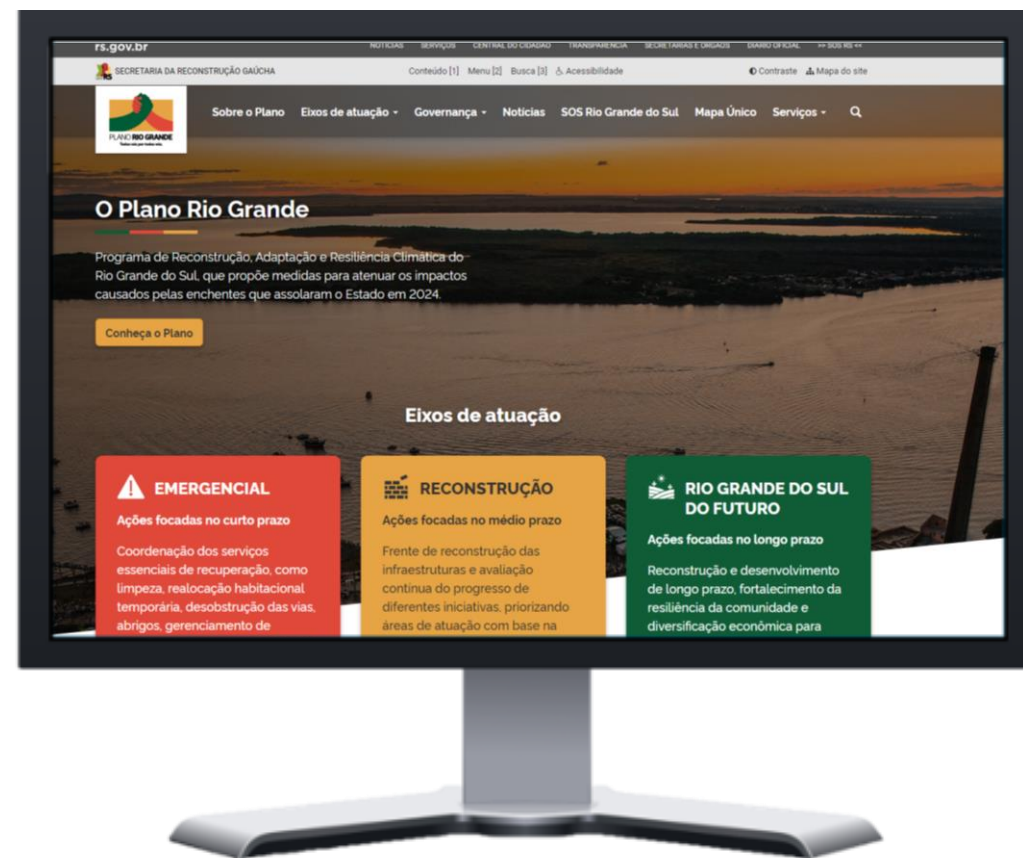 rs.gov.br
NOTÍCIAS SERVIÇOS CENTRAL DO CIDADÃO TRANSPARÊNCIA SECRETARIAS E ÓRGÃOS DIÁRIO OFICIAL >> SOS RS <<
RS SECRETARIA DA RECONSTRUÇÃO GAÚCHA
Conteúdo [1] Menu [2] Busca [3] Acessibilidade
Contraste Mapa do site
PLANO RIO GRANDE
Sobre o Plano Eixos de atuação Governança Notícias SOS Rio Grande do Sul Mapa Único Serviços
O Plano Rio Grande
Programa de Reconstrução, Adaptação e Resiliência Climática do
Rio Grande do Sul, que propõe medidas para atenuar os impactos
causados pelas enchentes que assolaram o Estado em 2024.
Conheça o Plano
Eixos de atuação
EMERGENCIAL
Ações focadas no curto prazo
Coordenação dos serviços
essenciais de recuperação, como
limpeza, realocação habitacional
temporária, desobstrução das vias,
abrigos, gerenciamento de
RECONSTRUÇÃO
Ações focadas no médio prazo
Frente de reconstrução das
infraestruturas e avaliação
contínua do progresso de
diferentes iniciativas, priorizando
áreas de atuação com base na
RIO GRANDE DO SUL
DO FUTURO
Ações focadas no longo prazo
Reconstrução e desenvolvimento
de longo prazo, fortalecimento da
resiliência da comunidade e
diversificação econômica para